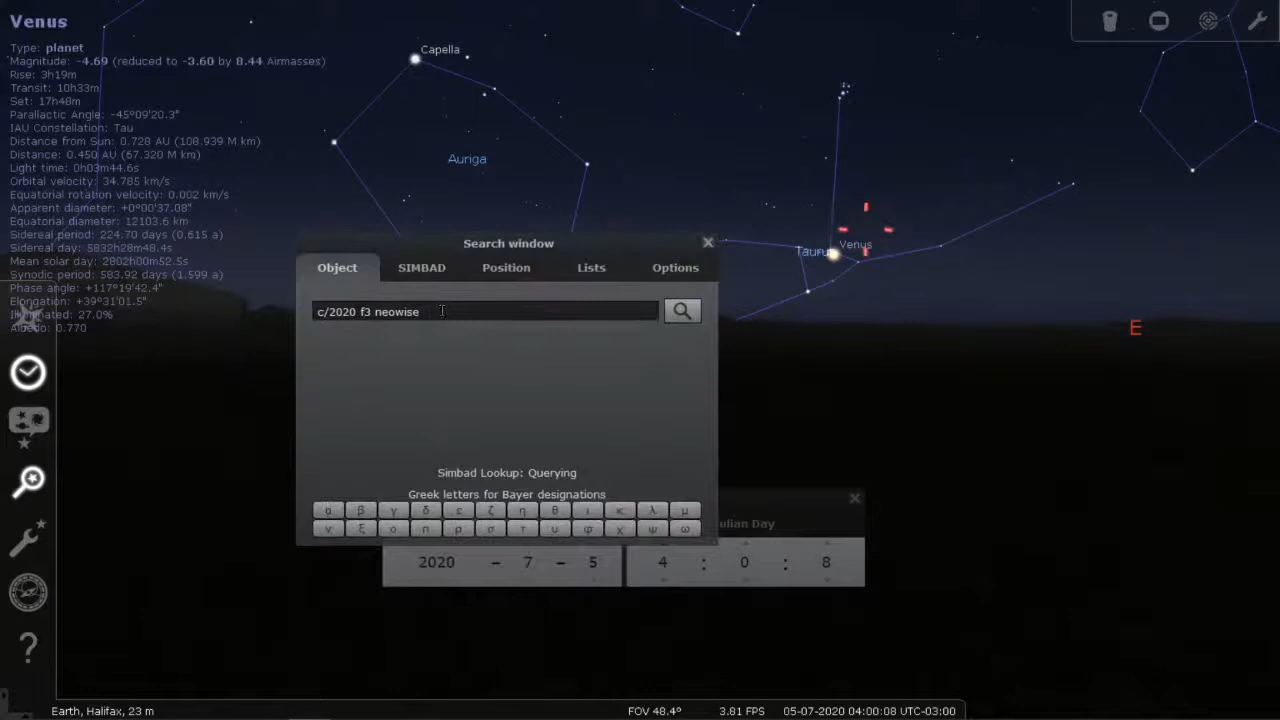 Venus
Type: planet
Magnitude: -4.69 (reduced to -3.60 by 8.44 Airmasses)
Rise: 3h19m
Transit: 10h33m
Set: 17h48m
Parallactic Angle: -45°09'20.3"
IAU Constellation: Tau
Distance from Sun: 0.728 AU (108.939 M km)
Distance: 0.450 AU (67.320 M km)
Light time: 0h03m44.6s
Orbital velocity: 34.785 km/s
Equatorial rotation velocity: 0.002 km/s
Apparent diameter: +0°00'37.08"
Equatorial diameter: 12103.6 km
Sidereal period: 224.70 days (0.615 a)
Sidereal day: 5832h28m48.4s
Mean solar day: 2802h00m52.5s
Synodic period: 583.92 days (1.599 a)
Phase angle: +117°19'42.4"
Elongation: +39°31'01.5"
Illuminated: 27.0%
Albedo: 0.770
Capella
Auriga
Taurus
Venus
E
Search window
Object SIMBAD Position Lists Options
c/2020 f3 neowise
Simbad Lookup: Querying
Greek letters for Bayer designations
α β γ δ ε ζ η θ ι κ λ μ
ν ξ ο π ρ σ τ υ φ χ ψ ω
ulian Day
2020 - 7 - 5 4 : 0 : 8
?
Earth, Halifax, 23 m FOV 48.4° 3.81 FPS 05-07-2020 04:00:08 UTC-03:00